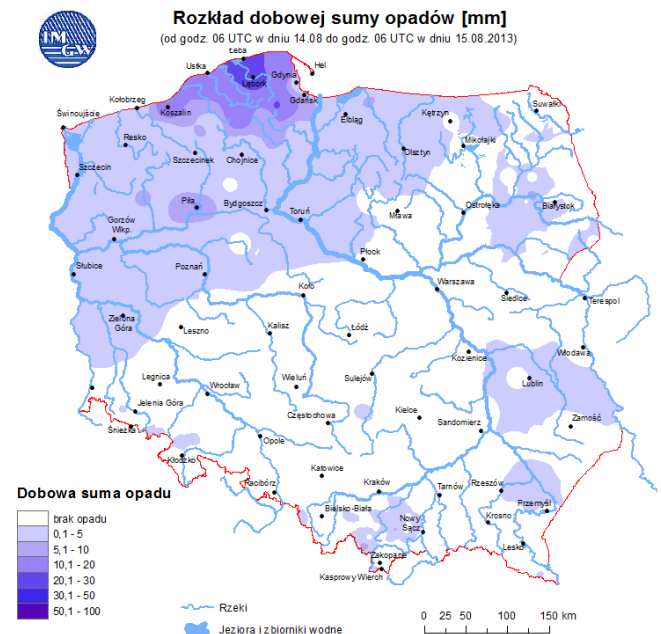 Rozkład dobowej sumy opadów [mm]
(od godz. 06 UTC w dniu 14.08 do godz. 06 UTC w dniu 15.08.2013)
IM
GW
Łeba
Ustka
Hel
Lębork
Gdynia
Gdańsk
Kołobrzeg
Koszalin
Świnoujście
Elbląg
Kętrzyn
Suwałki
Resko
Mikołajki
Olsztyn
Szczecinek
Chojnice
Szczecin
Piła
Bydgoszcz
Toruń
Mława
Ostrołęka
Białystok
Gorzów
Wlkp.
Płock
Słubice
Poznań
Koło
Warszawa
Siedlce
Terespol
Zielona
Góra
Leszno
Kalisz
Łódź
Kozienice
Włodawa
Legnica
Wrocław
Wieluń
Sulejów
Lublin
Jelenia Góra
Częstochowa
Kielce
Sandomierz
Zamość
Śnieżka
Opole
Kłodzko
Katowice
Racibórz
Kraków
Tarnów
Rzeszów
Bielsko-Biała
Nowy
Sącz
Krosno
Przemyśl
Lesko
Zakopane
Kasprowy Wierch
Dobowa suma opadu
brak opadu
0,1 - 5
5,1 - 10
10,1 - 20
20,1 - 30
30,1 - 50
50,1 - 100
Rzeki
Jeziora i zbiorniki wodne
0 25 50 100 150 km